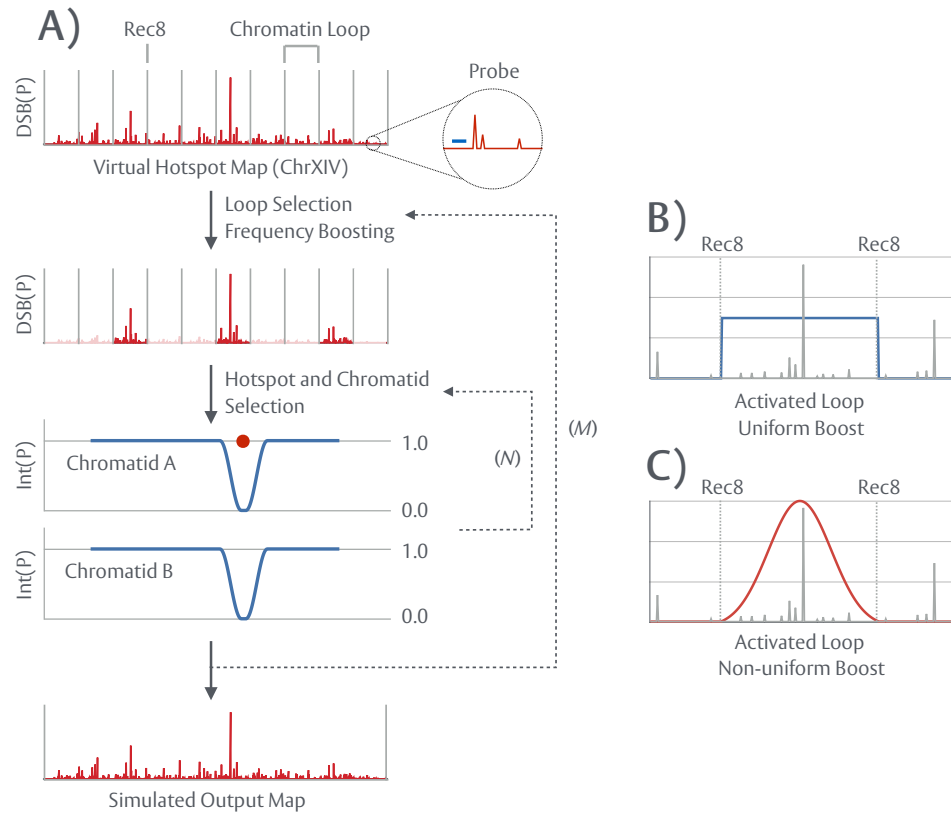 A)
Rec8
Chromatin Loop
Probe
DSB(P)
Virtual Hotspot Map (ChrXIV)
Loop Selection
Frequency Boosting
DSB(P)
Hotspot and Chromatid
Selection
(N)
(M)
Int(P)
Chromatid A
1.0
0.0
Int(P)
Chromatid B
1.0
0.0
Simulated Output Map
B)
Rec8
Rec8
Activated Loop
Uniform Boost
C)
Rec8
Rec8
Activated Loop
Non-uniform Boost